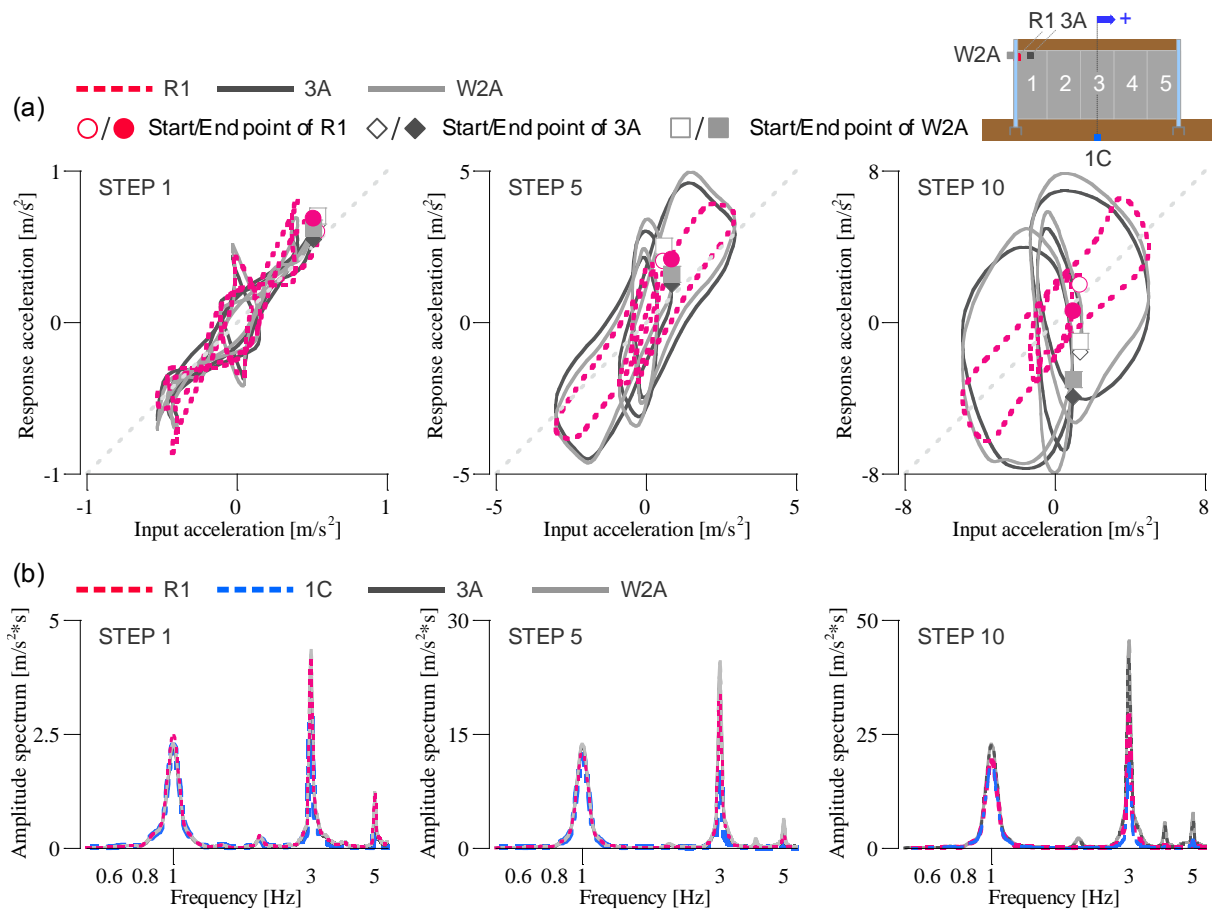 R1 3A
+
W2A
1 2 3 4 5
1C
R1 3A W2A
(a)
/ Start/End point of R1 / Start/End point of 3A / Start/End point of W2A
STEP 1
Response acceleration [m/s²]
1
0
-1
-1 0 1
Input acceleration [m/s²]
STEP 5
Response acceleration [m/s²]
5
0
-5
-5 0 5
Input acceleration [m/s²]
STEP 10
Response acceleration [m/s²]
8
0
-8
-8 0 8
Input acceleration [m/s²]
(b)
R1 1C 3A W2A
STEP 1
Amplitude spectrum [m/s²*s]
5
2.5
0
0.6 0.8 1 3 5
Frequency [Hz]
STEP 5
Amplitude spectrum [m/s²*s]
30
15
0
0.6 0.8 1 3 5
Frequency [Hz]
STEP 10
Amplitude spectrum [m/s²*s]
50
25
0
0.6 0.8 1 3 5
Frequency [Hz]